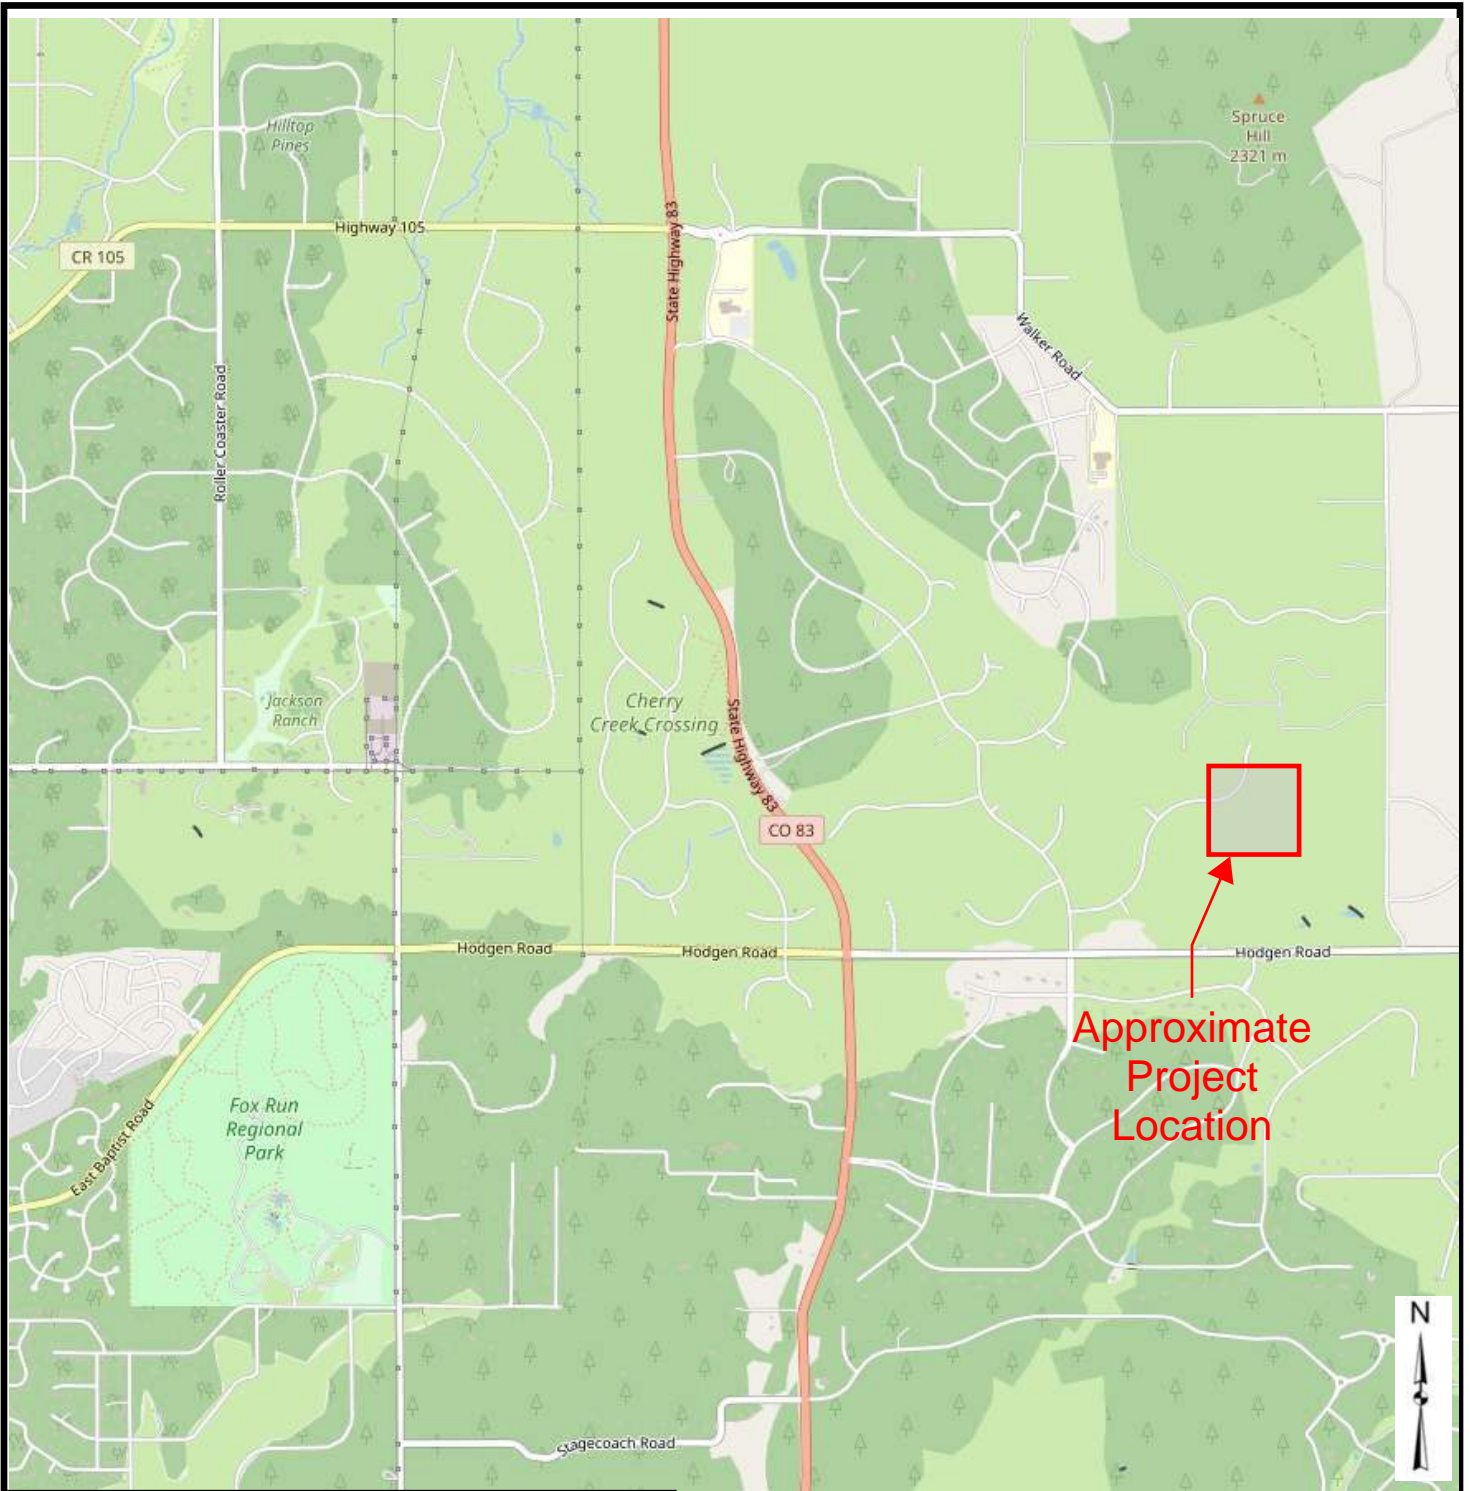 Spruce
Hill
2321 m
Hilltop
Pines
Highway 105
CR 105
State Highway 83
Walker Road
Roller Coaster Road
Jackson
Ranch
Cherry
Creek Crossing
State Highway 83
CO 83
Hodgen Road
Hodgen Road
Hodgen Road
Approximate
Project
Location
Fox Run
Regional
Park
East Baptist Road
N
Stagecoach Road